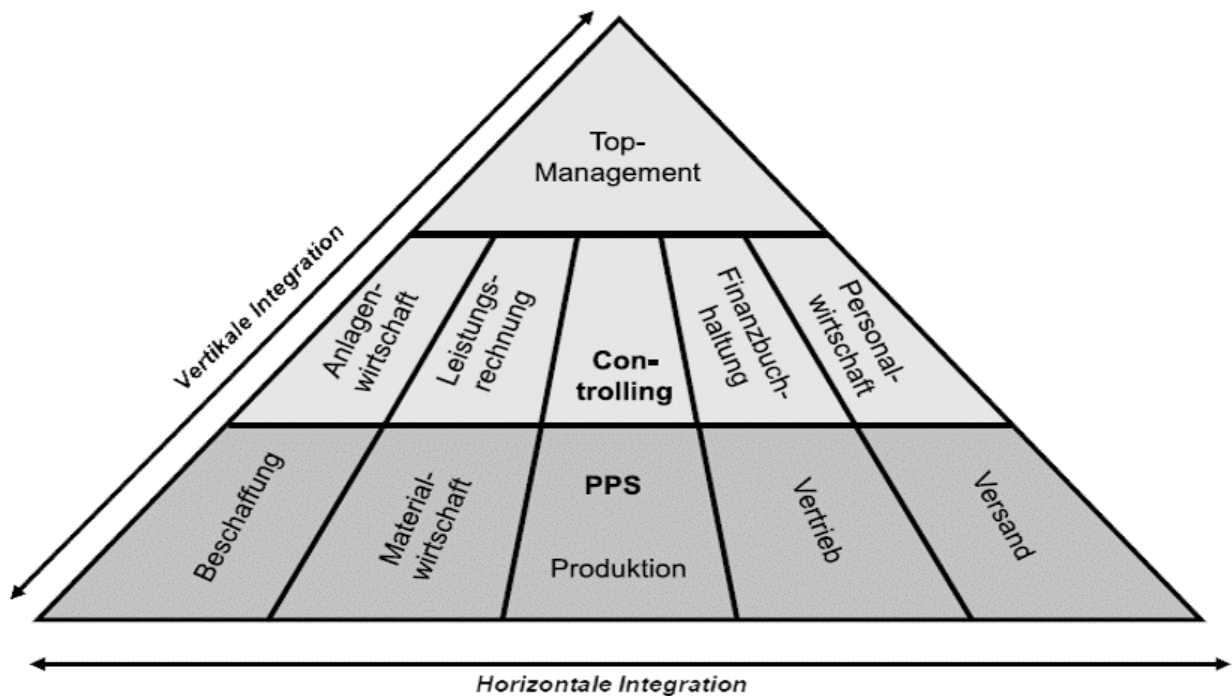 Top-
Management
Vertikale Integration
Anlagen-
wirtschaft
Leistungs-
rechnung
Con-
trolling
Finanzbuch-
haltung
Personal-
wirtschaft
Beschaffung
Material-
wirtschaft
PPS
Produktion
Vertrieb
Versand
Horizontale Integration